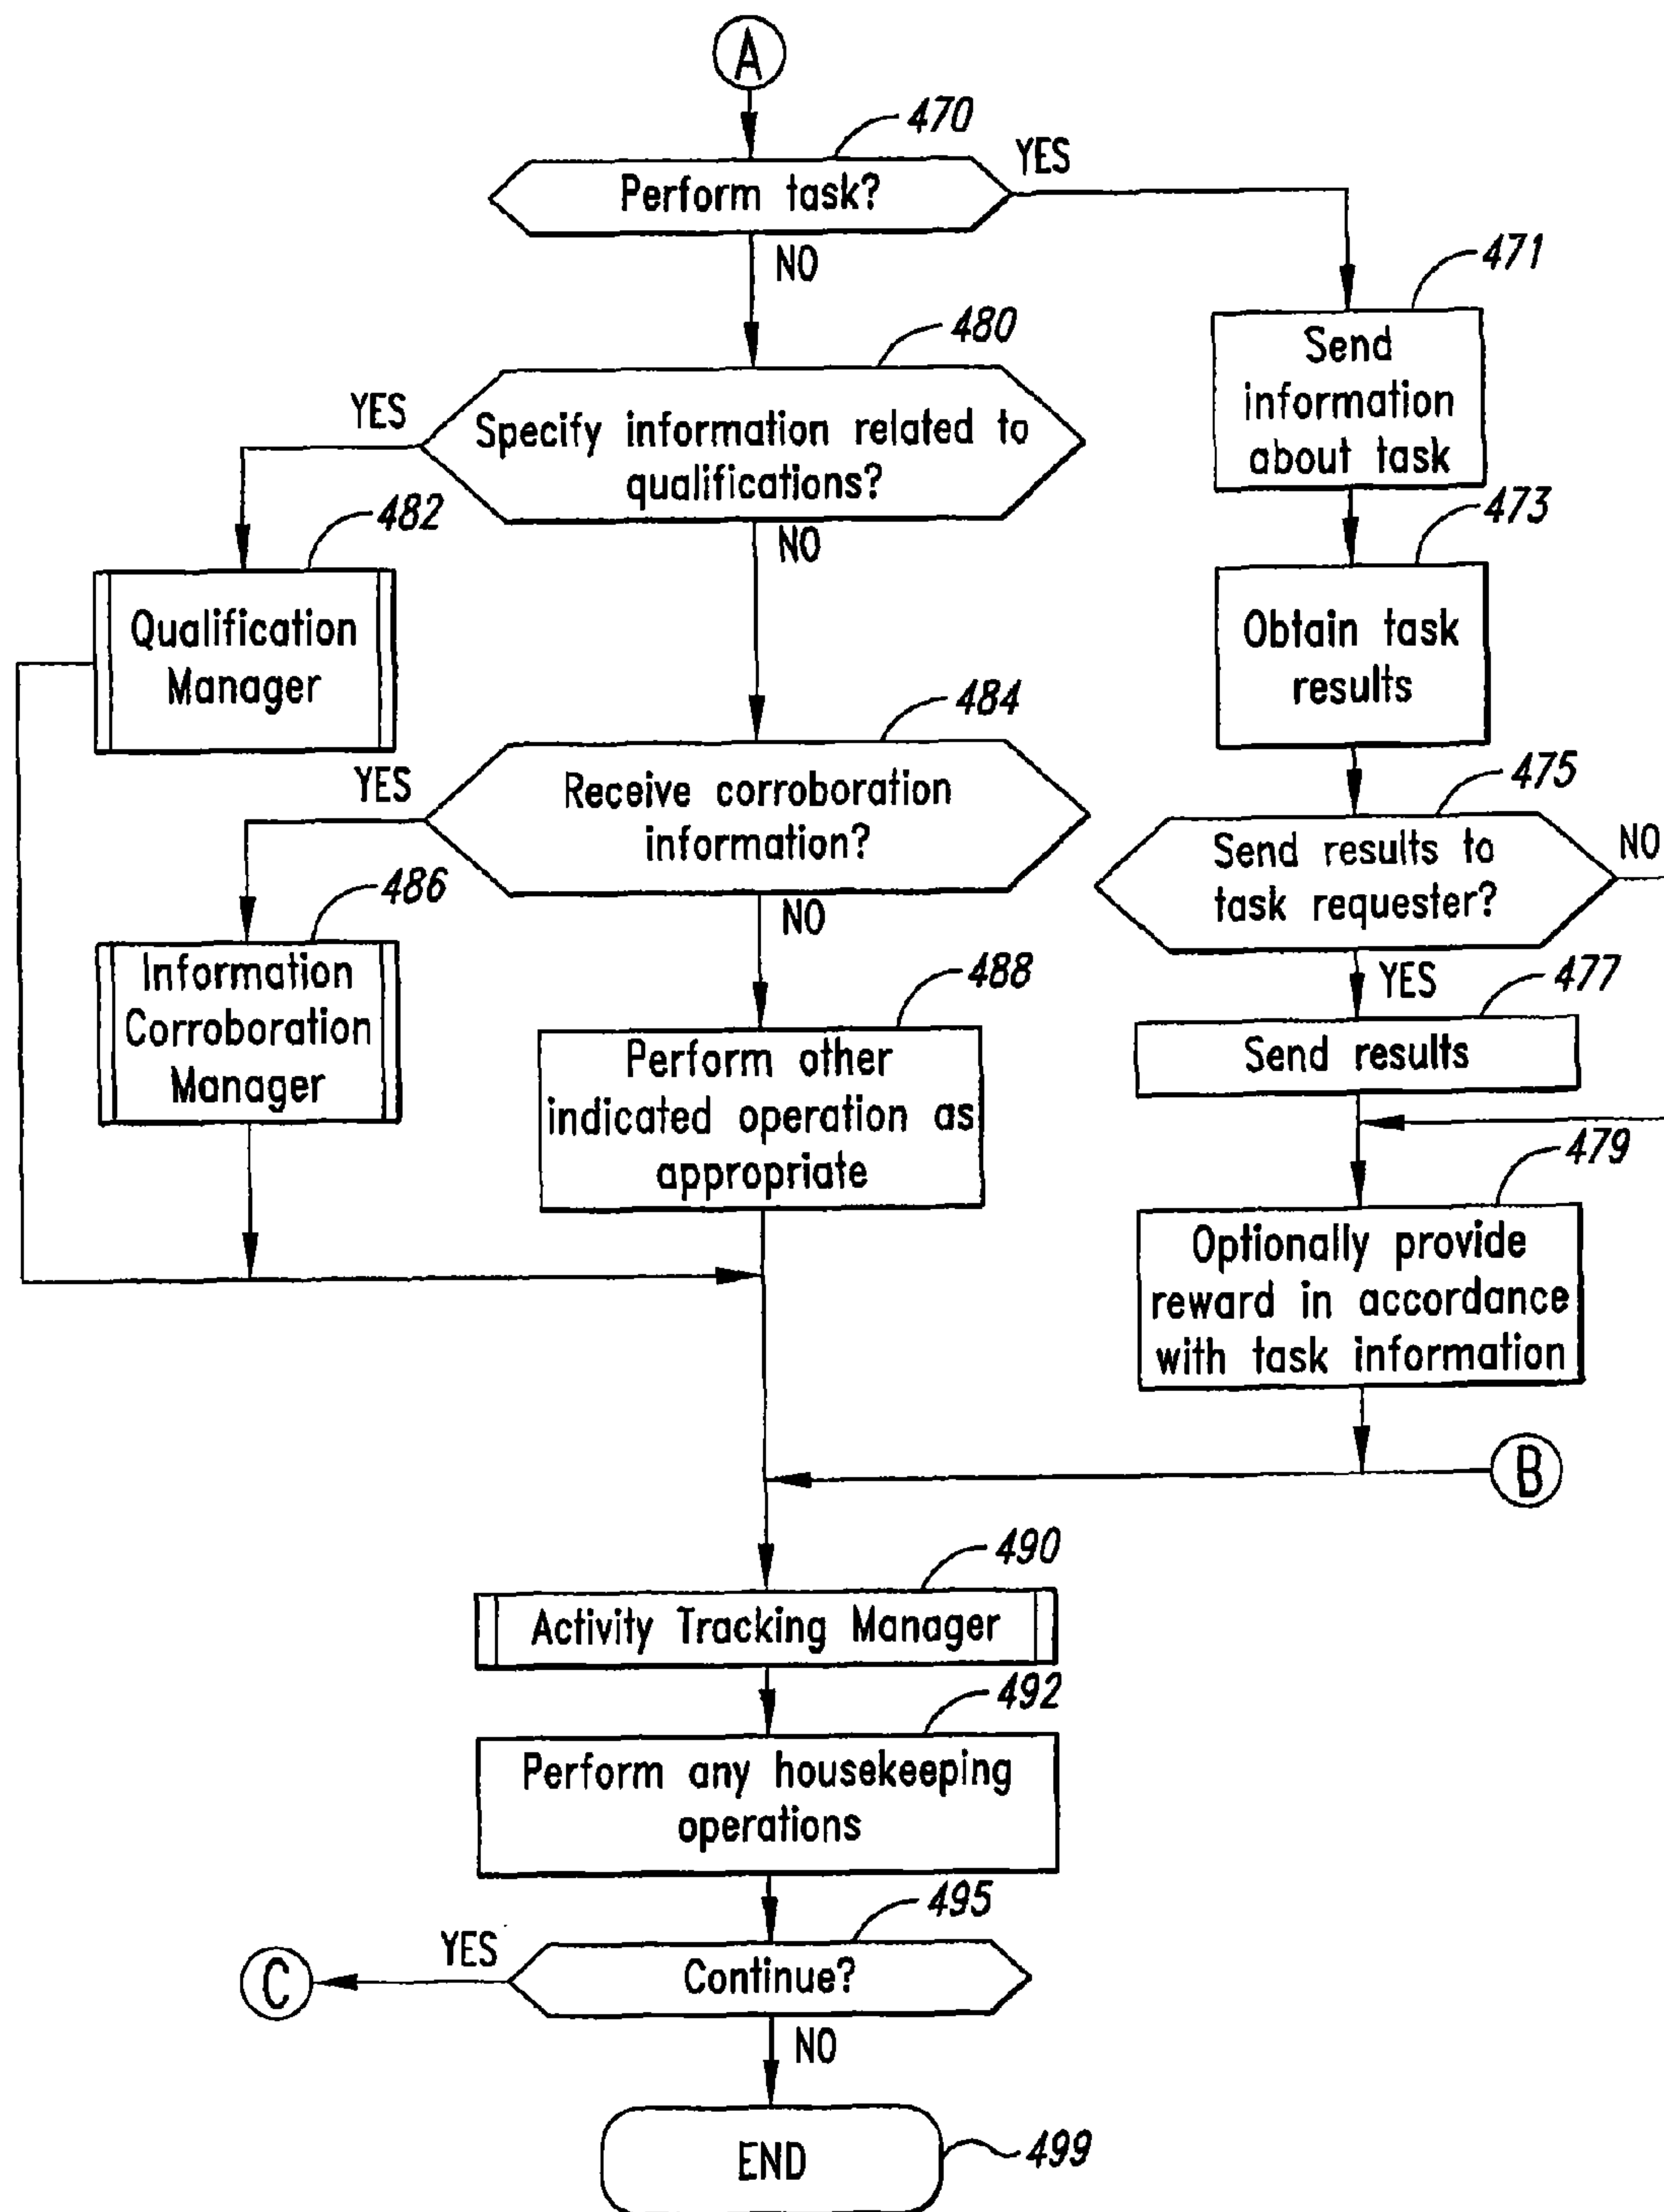 A
470
Perform task?
YES
NO
471
Send
information
about task
480
Specify information related to
qualifications?
YES
NO
482
Qualification
Manager
473
Obtain task
results
484
Receive corroboration
information?
YES
NO
475
Send results to
task requester?
NO
YES
486
Information
Corroboration
Manager
488
Perform other
indicated operation as
appropriate
477
Send results
479
Optionally provide
reward in accordance
with task information
B
490
Activity Tracking Manager
492
Perform any housekeeping
operations
495
Continue?
YES
C
NO
END
499